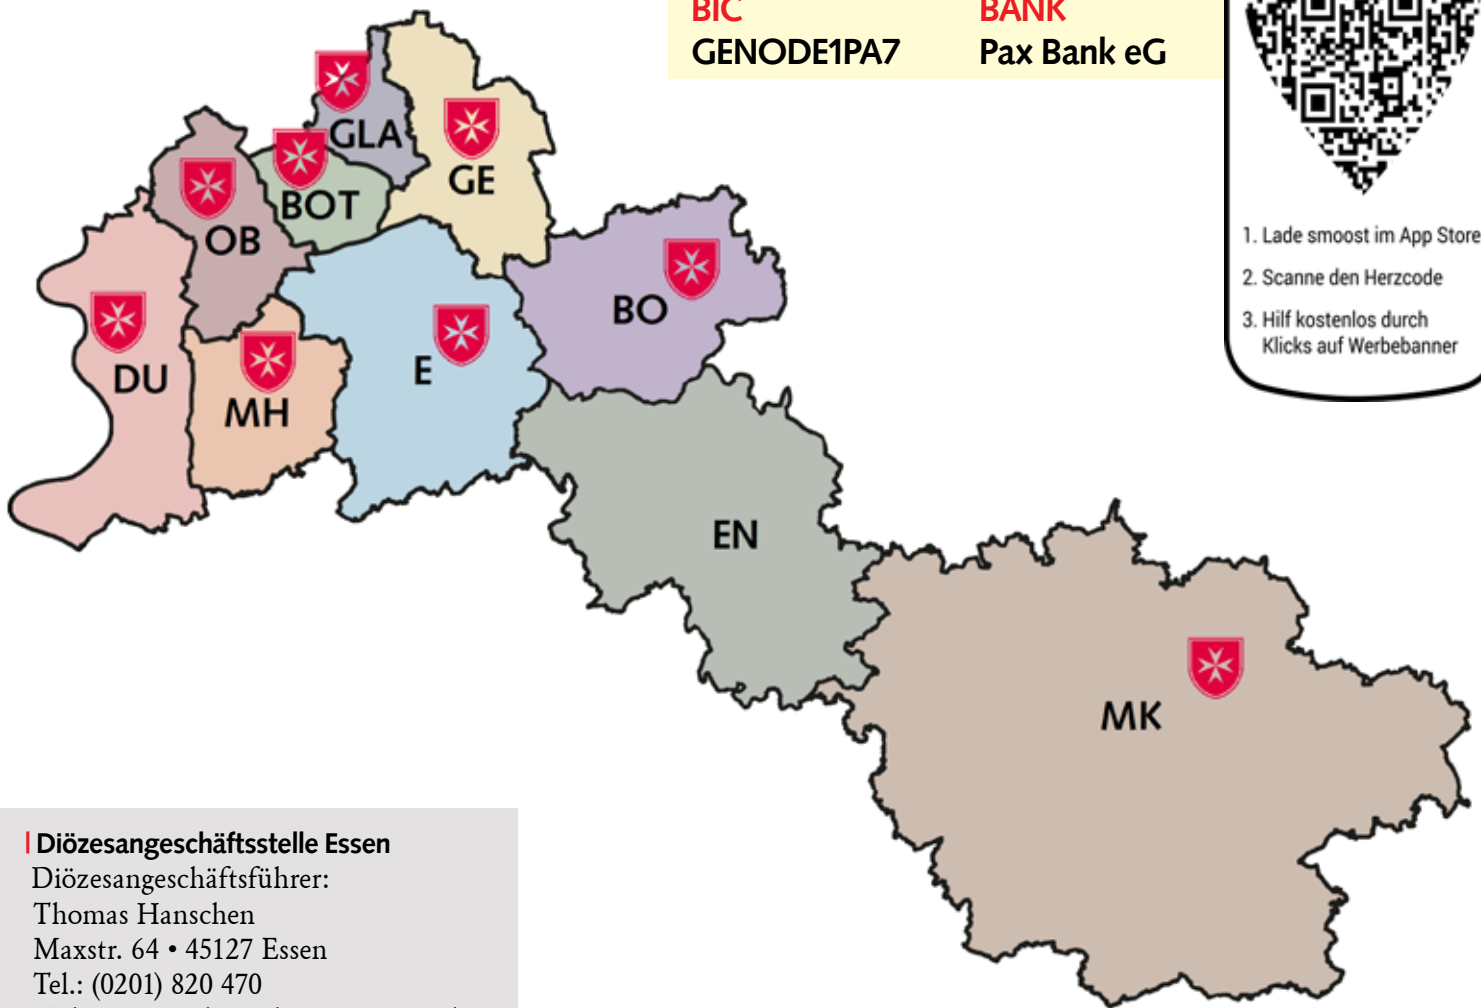 BIC BANK
GENODE1PA7 Pax Bank eG
1. Lade smoost im App Store
2. Scanne den Herzcode
3. Hilf kostenlos durch
Klicks auf Werbebanner
GLA
GE
BOT
OB
BO
E
DU
MH
EN
MK
Diözesangeschäftsstelle Essen
Diözesangeschäftsführer:
Thomas Hanschen
Maxstr. 64 • 45127 Essen
Tel.: (0201) 820 470